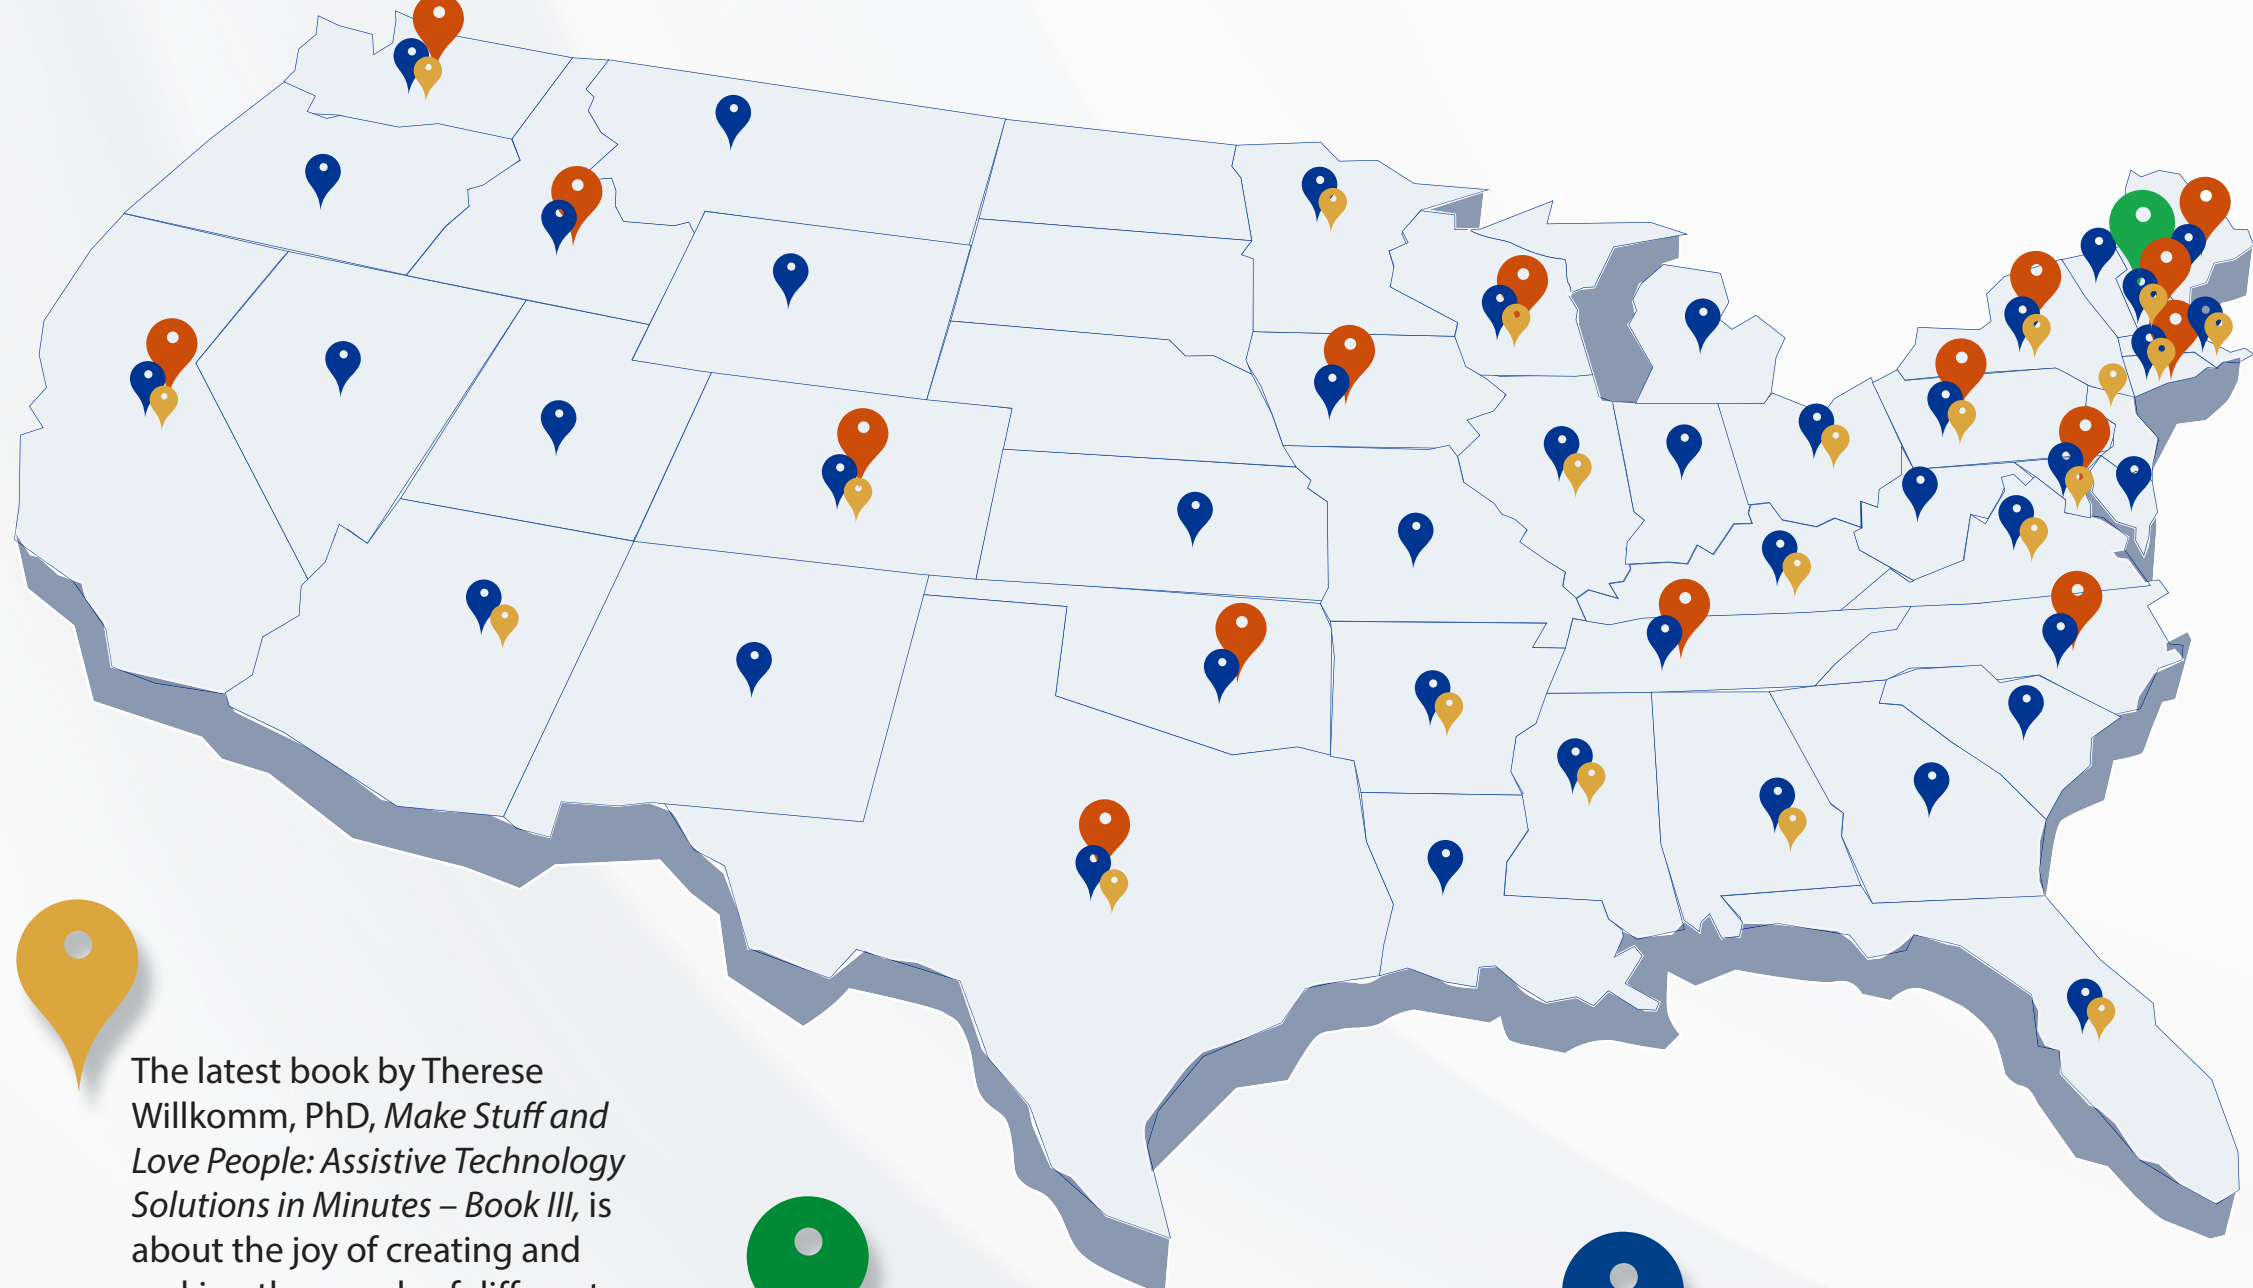 The latest book by Therese
Willkomm, PhD, Make Stuff and
Love People: Assistive Technology
Solutions in Minutes – Book III, is
about the joy of creating and